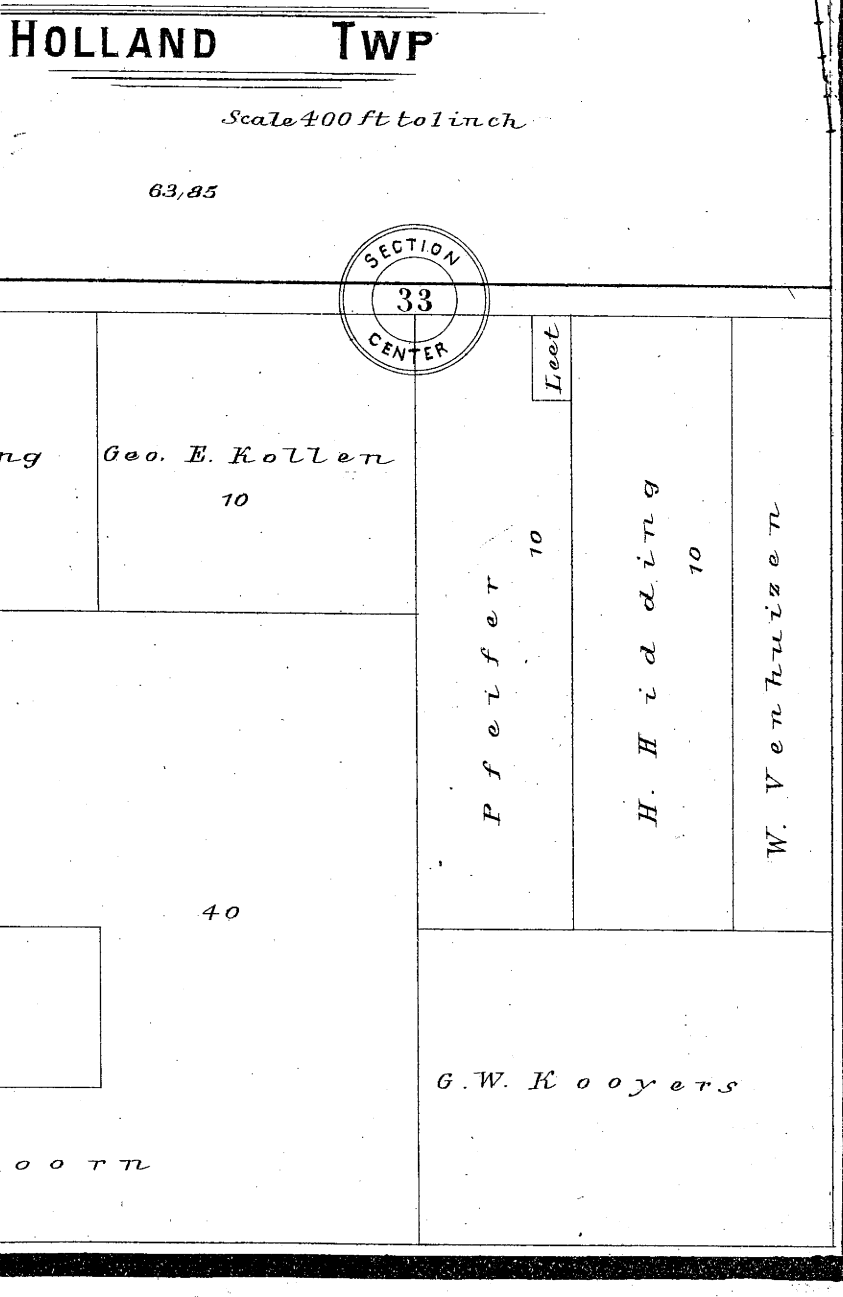 HOLLAND TWP
Scale 400 ft to 1 inch
63,85
SECTION
33
CENTER
Leet
ng
Geo. E. Kollen
10
Pfeifer
10
H. Hidding
10
W. Venhuizen
40
G. W. Kooyers
oorn